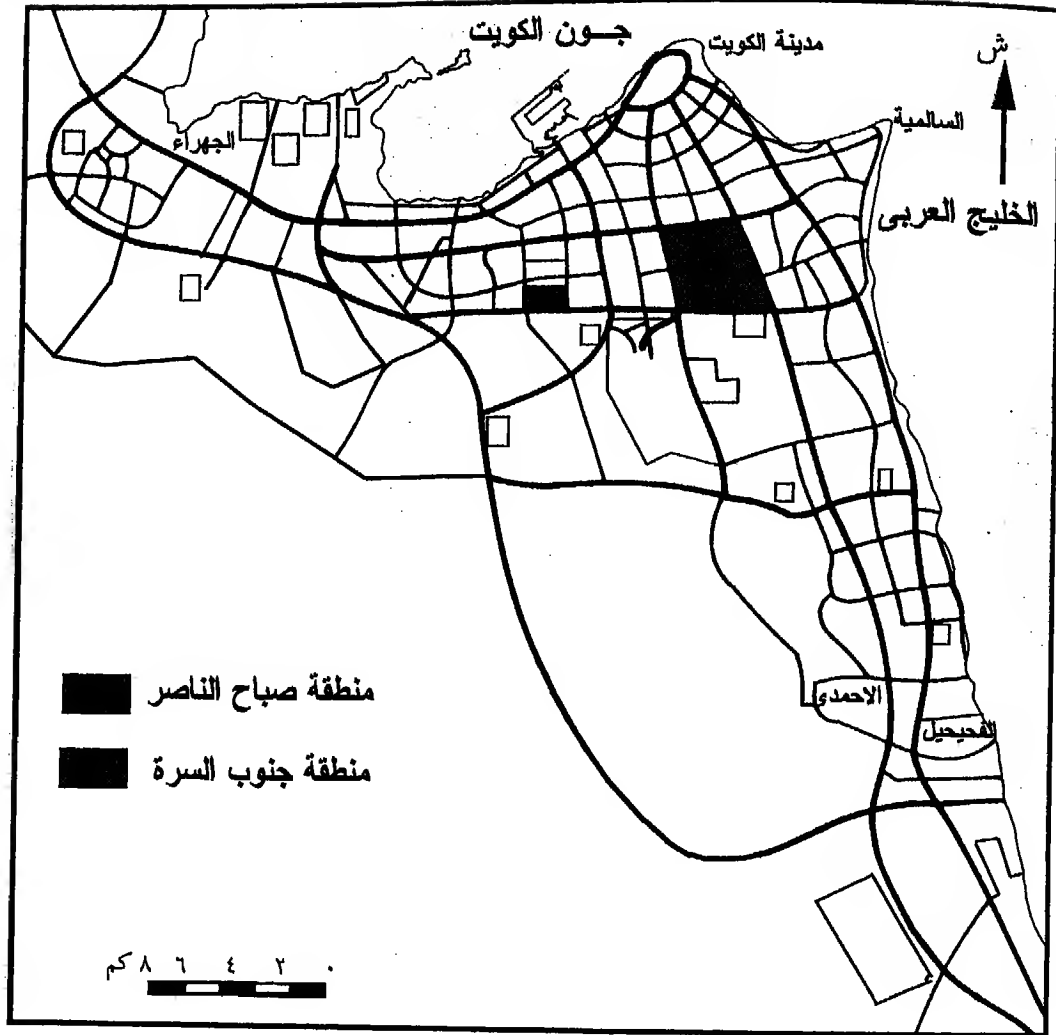 جــون الكويت
مدينة الكويت
ش
السالمية
الجهراء
الخليج العربى
منطقة صباح الناصر
منطقة جنوب السرة
الاحمدى
الفحيحيل
٨ ٦ ٤ ٢ ٠ كم